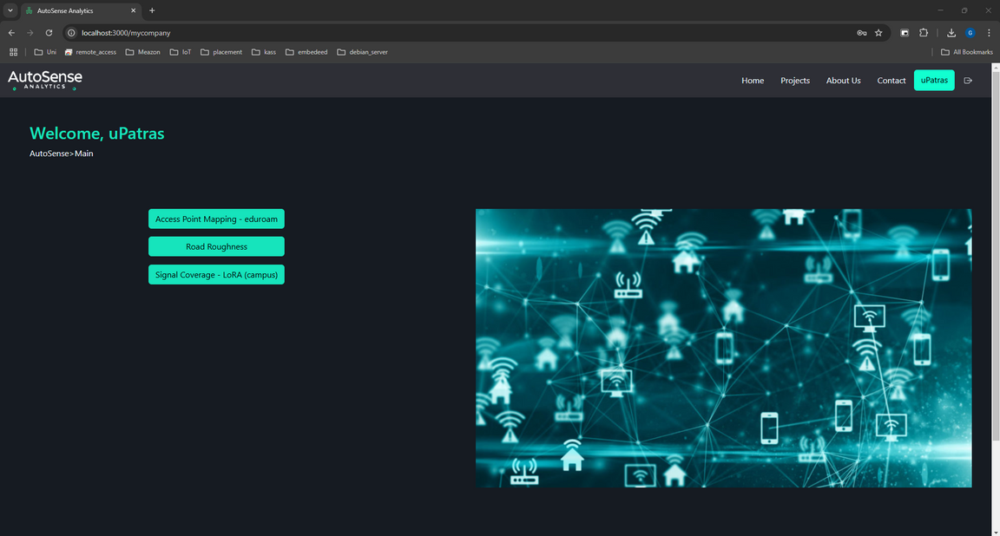 AutoSense Analytics
localhost:3000/mycompany
G
Uni
remote_access
Meazon
IoT
placement
kass
embedeed
debian_server
All Bookmarks
AutoSense
ANALYTICS
Home
Projects
About Us
Contact
uPatras
Welcome, uPatras
AutoSense>Main
Access Point Mapping - eduroam
Road Roughness
Signal Coverage - LoRA (campus)